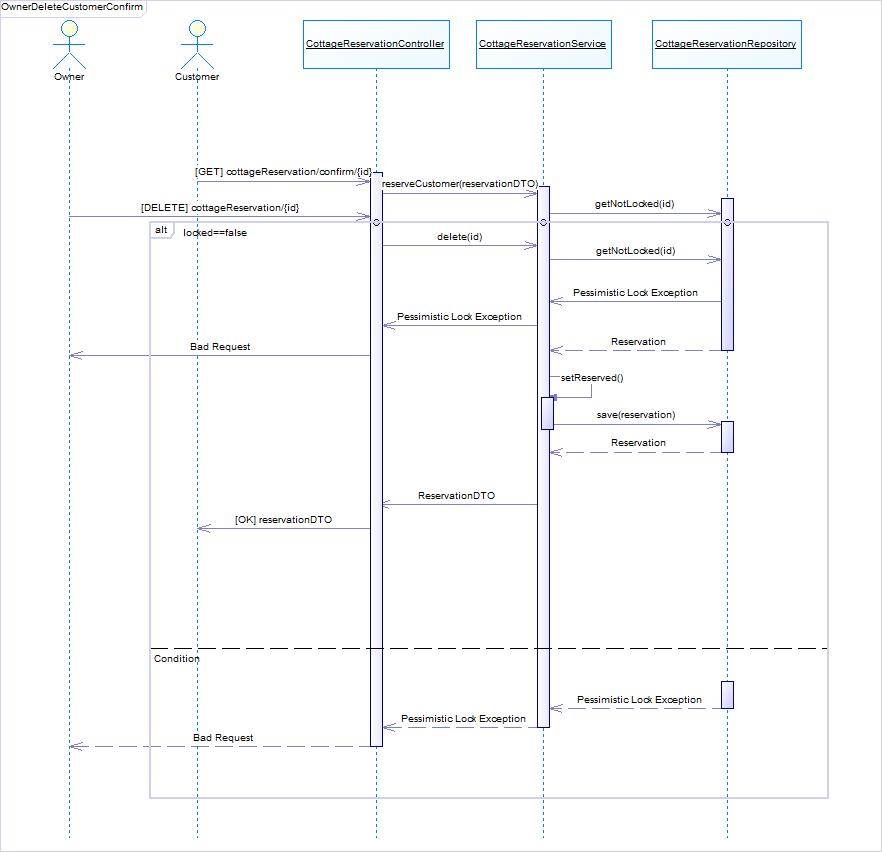 OwnerDeleteCustomerConfirm
Owner
Customer
CottageReservationController
CottageReservationService
CottageReservationRepository
[GET] cottageReservation/confirm/{id}
reserveCustomer(reservationDTO)
getNotLocked(id)
[DELETE] cottageReservation/{id}
alt
locked==false
delete(id)
getNotLocked(id)
Pessimistic Lock Exception
Pessimistic Lock Exception
Reservation
Bad Request
setReserved()
save(reservation)
Reservation
ReservationDTO
[OK] reservationDTO
Condition
Pessimistic Lock Exception
Pessimistic Lock Exception
Bad Request